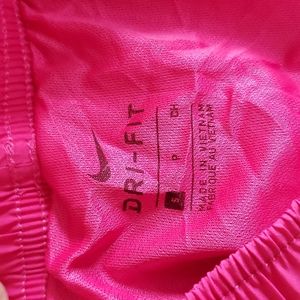 DRI-FIT
S P CH
MADE IN VIETNAM
FABRIQUÉ AU VIETNAM